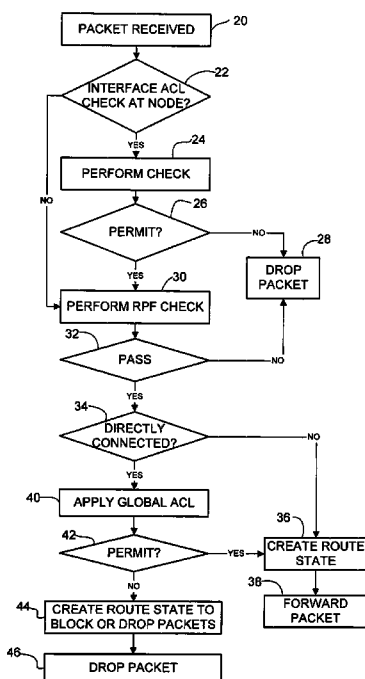 PACKET RECEIVED
20
22
INTERFACE ACL
CHECK AT NODE?
YES
24
NO
PERFORM CHECK
26
PERMIT?
NO
28
DROP
PACKET
YES
30
PERFORM RPF CHECK
32
PASS
NO
YES
34
DIRECTLY
CONNECTED?
NO
YES
40
APPLY GLOBAL ACL
36
42
PERMIT?
YES
CREATE ROUTE
STATE
NO
38
44
CREATE ROUTE STATE TO
BLOCK OR DROP PACKETS
FORWARD
PACKET
46
DROP PACKET